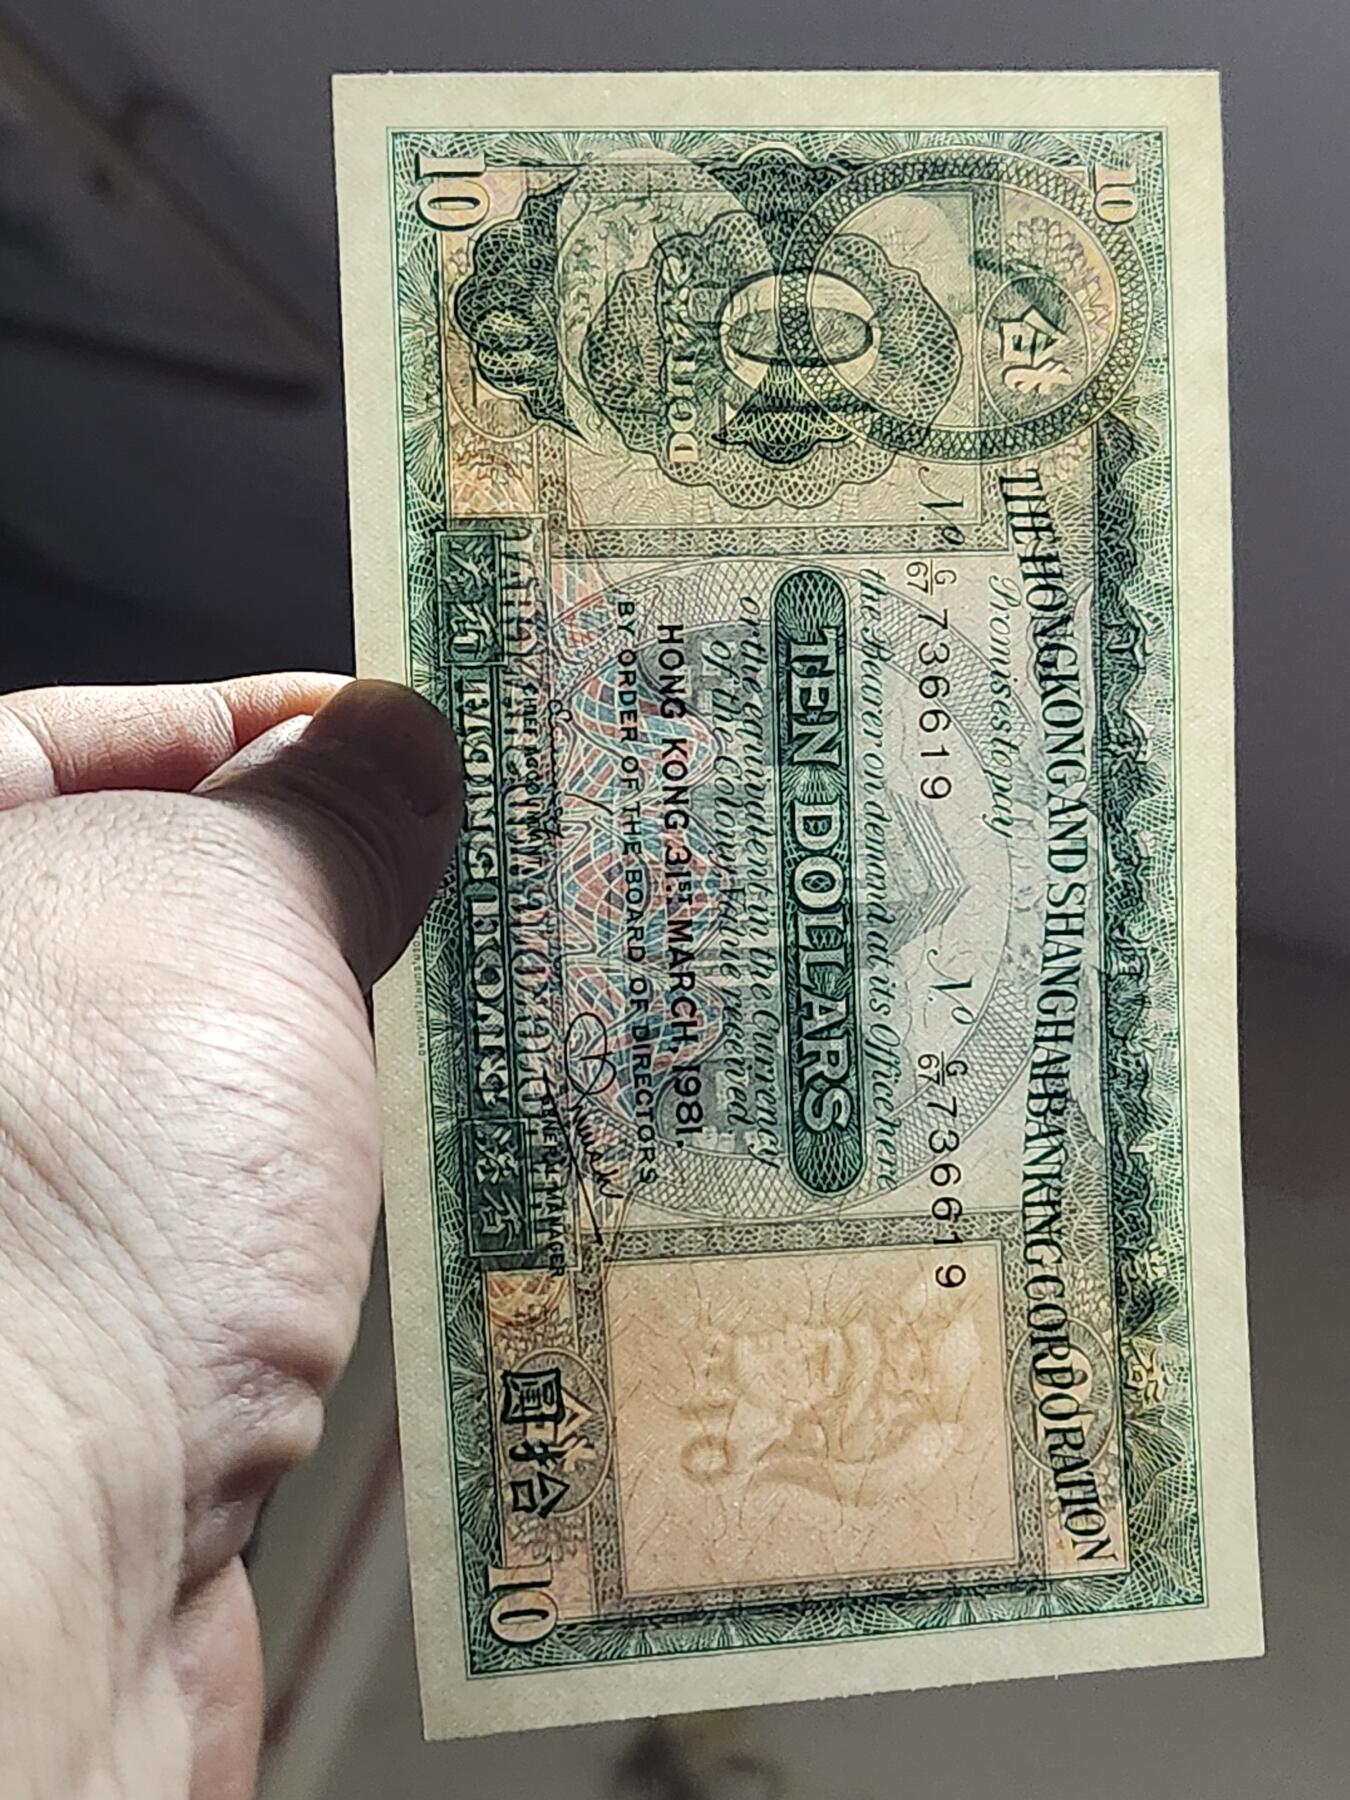 10
10
拾
THE HONGKONG AND SHANGHAI BANKING CORPORATION
Promises to pay
No G/67 736619
No G/67 736619
the Bearer on demand at its Office here
TEN DOLLARS
or the equivalent in the Currency
of the Colony Value received
HONG KONG 31ST MARCH 1981.
BY ORDER OF THE BOARD OF DIRECTORS
CHIEF ACCOUNTANT
GENERAL MANAGER
10
圓拾
10